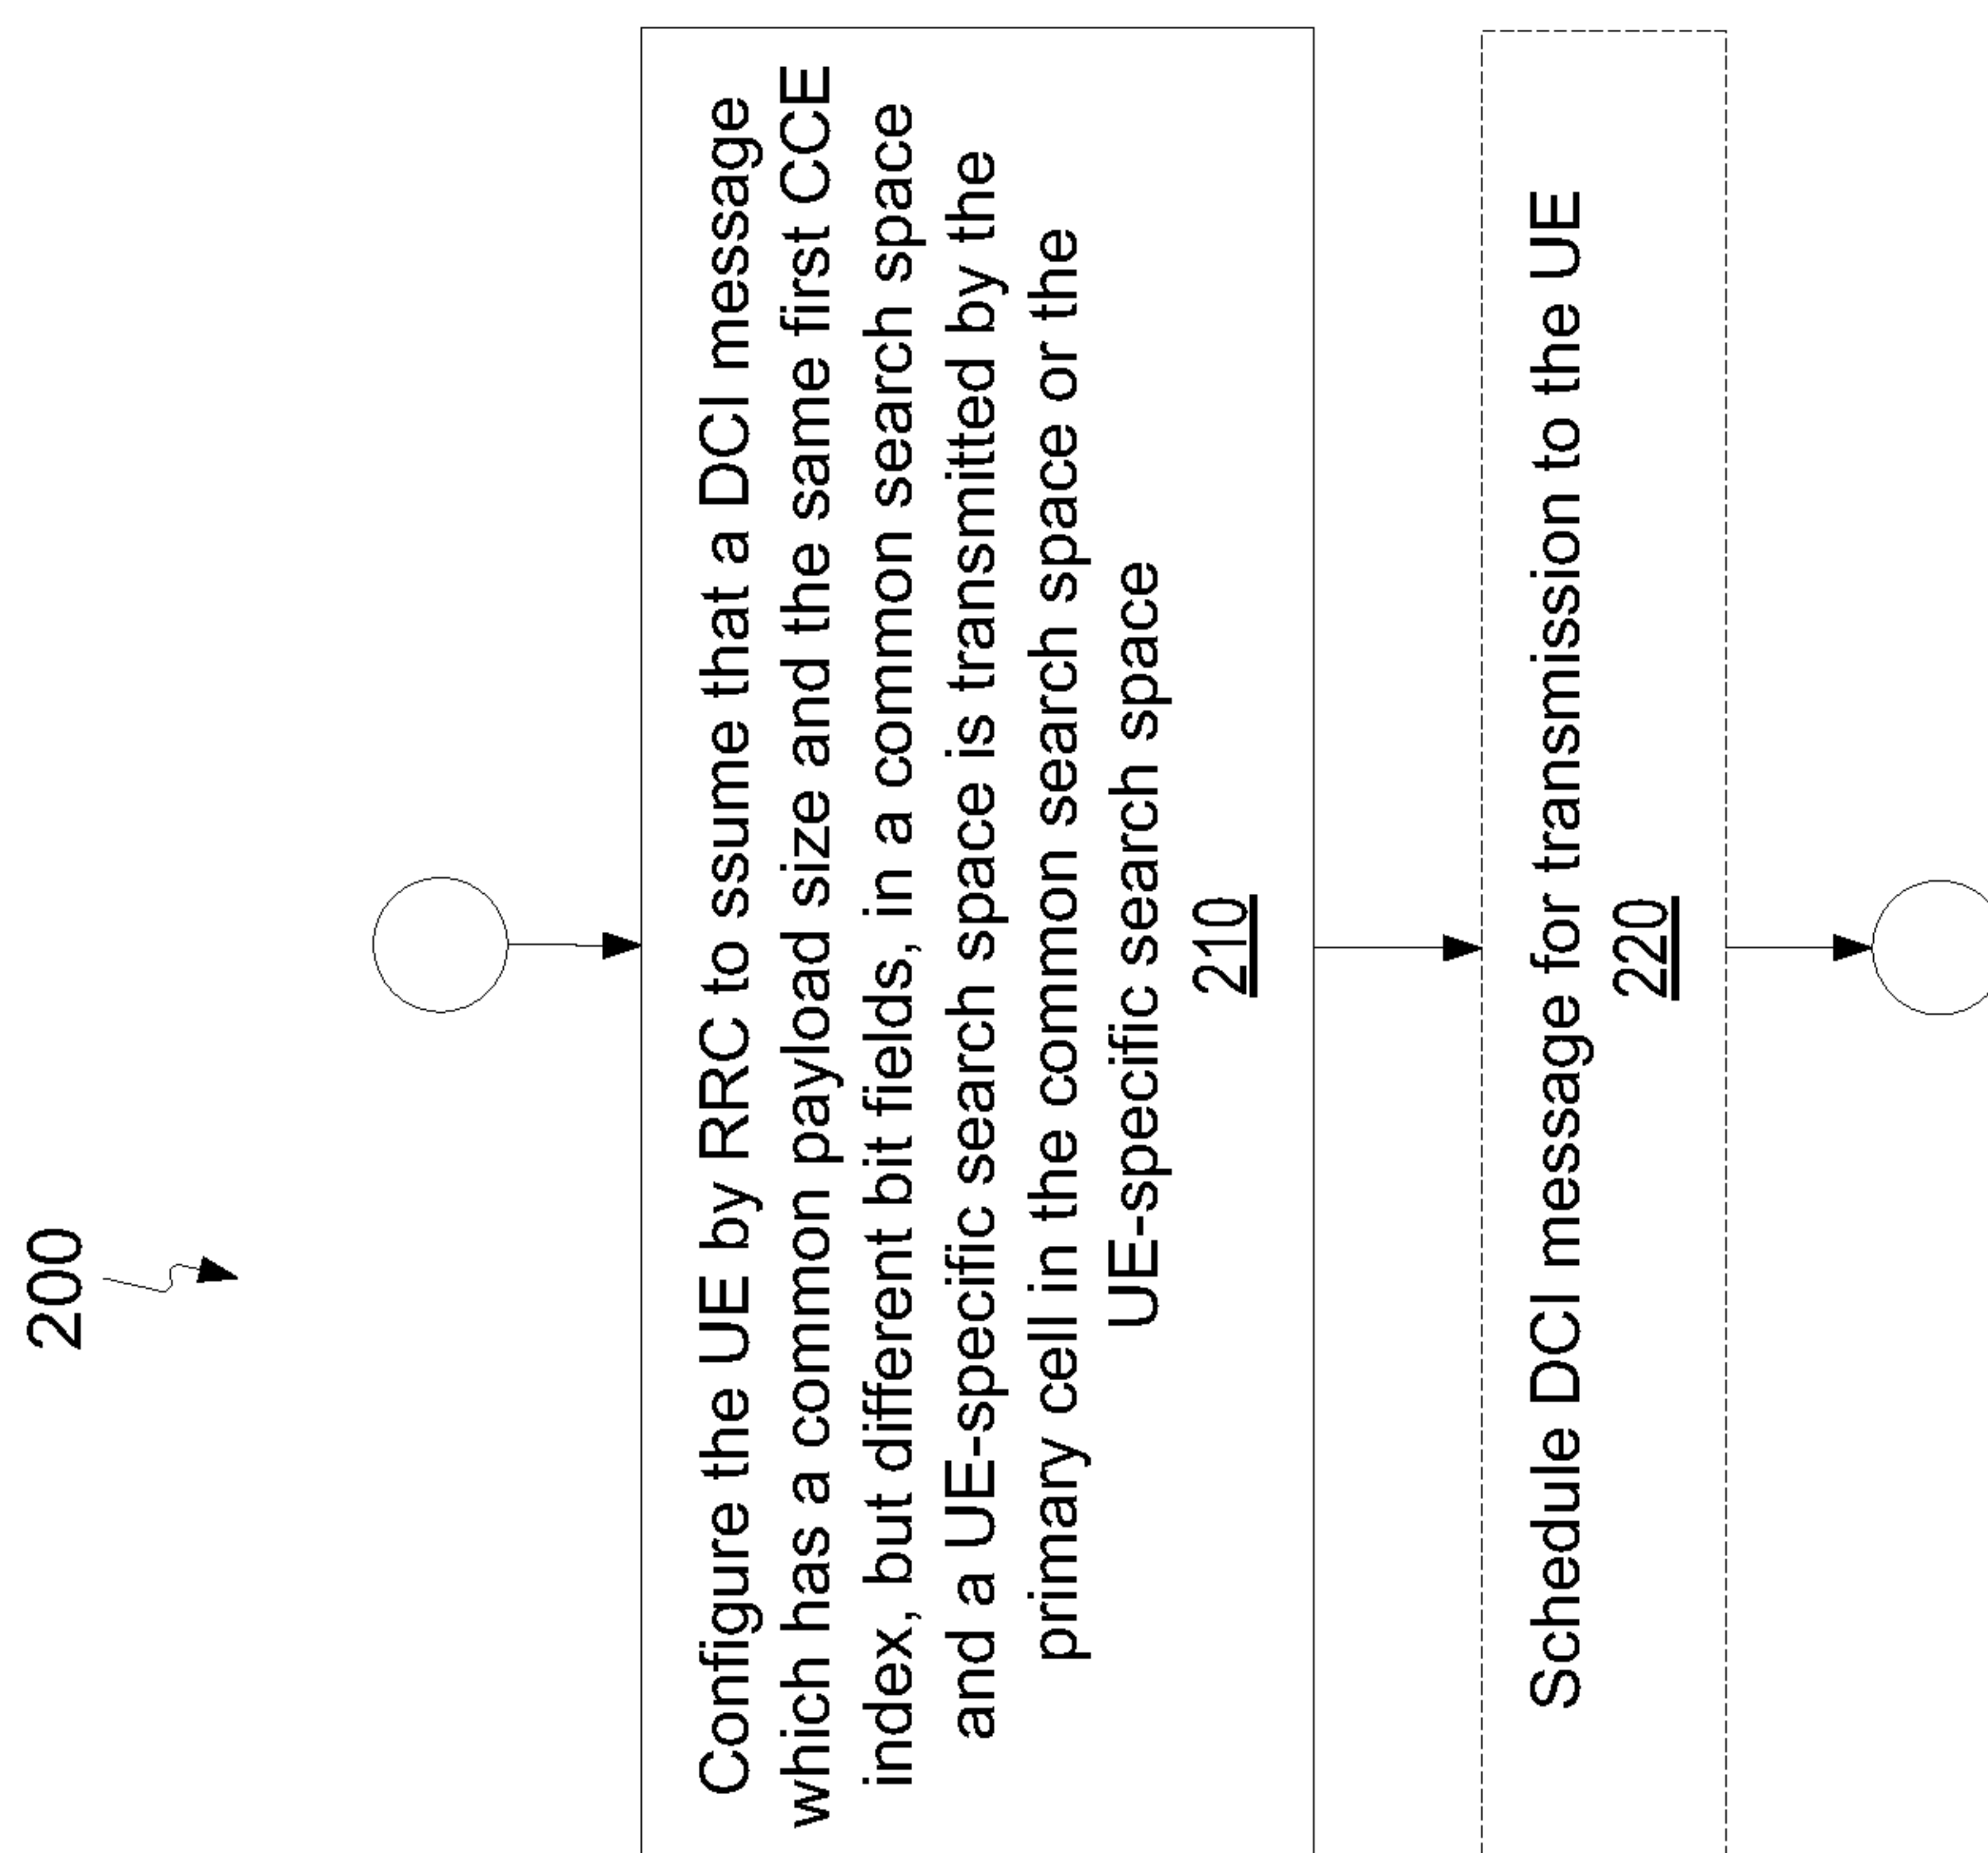 200
Configure the UE by RRC to ssume that a DCI message
which has a common payload size and the same first CCE
index, but different bit fields, in a common search space
and a UE-specific search space is transmitted by the
primary cell in the common search space or the
UE-specific search space
210
Schedule DCI message for transmission to the UE
220